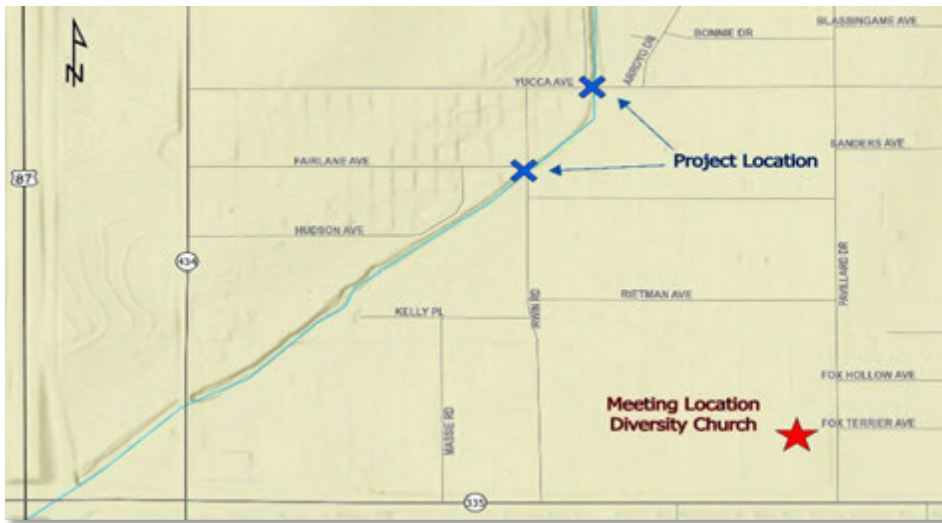 BLASSINGAME AVE
BONNIE DR
N
ARROYO DR
YUCCA AVE
SANDERS AVE
Project Location
FAIRLANE AVE
87
HUDSON AVE
434
PAVILLARD DR
RIETMAN AVE
IRWIN RD
KELLY PL
FOX HOLLOW AVE
Meeting Location
Diversity Church
MASSIE RD
FOX TERRIER AVE
335